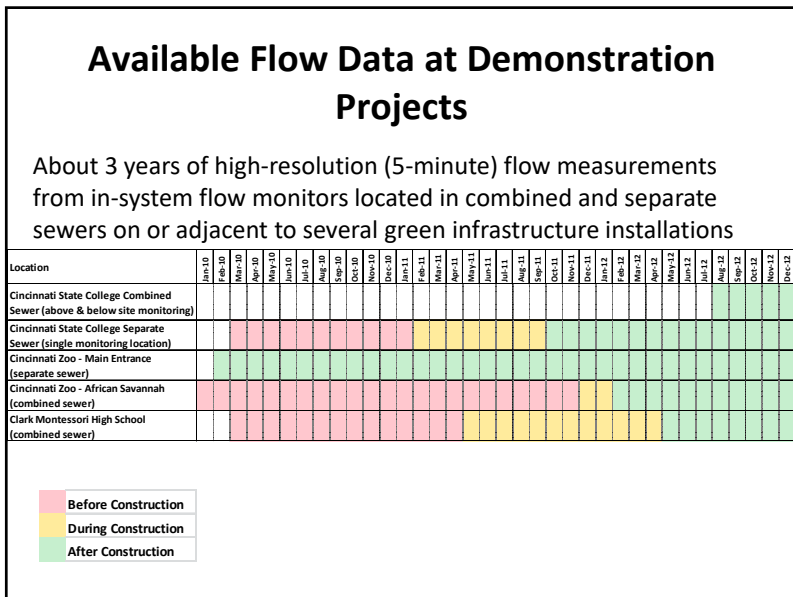 Available Flow Data at Demonstration
Projects
About 3 years of high-resolution (5-minute) flow measurements
from in-system flow monitors located in combined and separate
sewers on or adjacent to several green infrastructure installations
Location Jan-10 Feb-10 Mar-10 Apr-10 May-10 Jun-10 Jul-10 Aug-10 Sep-10 Oct-10 Nov-10 Dec-10 Jan-11 Feb-11 Mar-11 Apr-11 May-11 Jun-11 Jul-11 Aug-11 Sep-11 Oct-11 Nov-11 Dec-11 Jan-12 Feb-12 Mar-12 Apr-12 May-12 Jun-12 Jul-12 Aug-12 Sep-12 Oct-12 Nov-12 Dec-12
Cincinnati State College Combined
Sewer (above & below site monitoring)
Cincinnati State College Separate
Sewer (single monitoring location)
Cincinnati Zoo - Main Entrance
(separate sewer)
Cincinnati Zoo - African Savannah
(combined sewer)
Clark Montessori High School
(combined sewer)
Before Construction
During Construction
After Construction